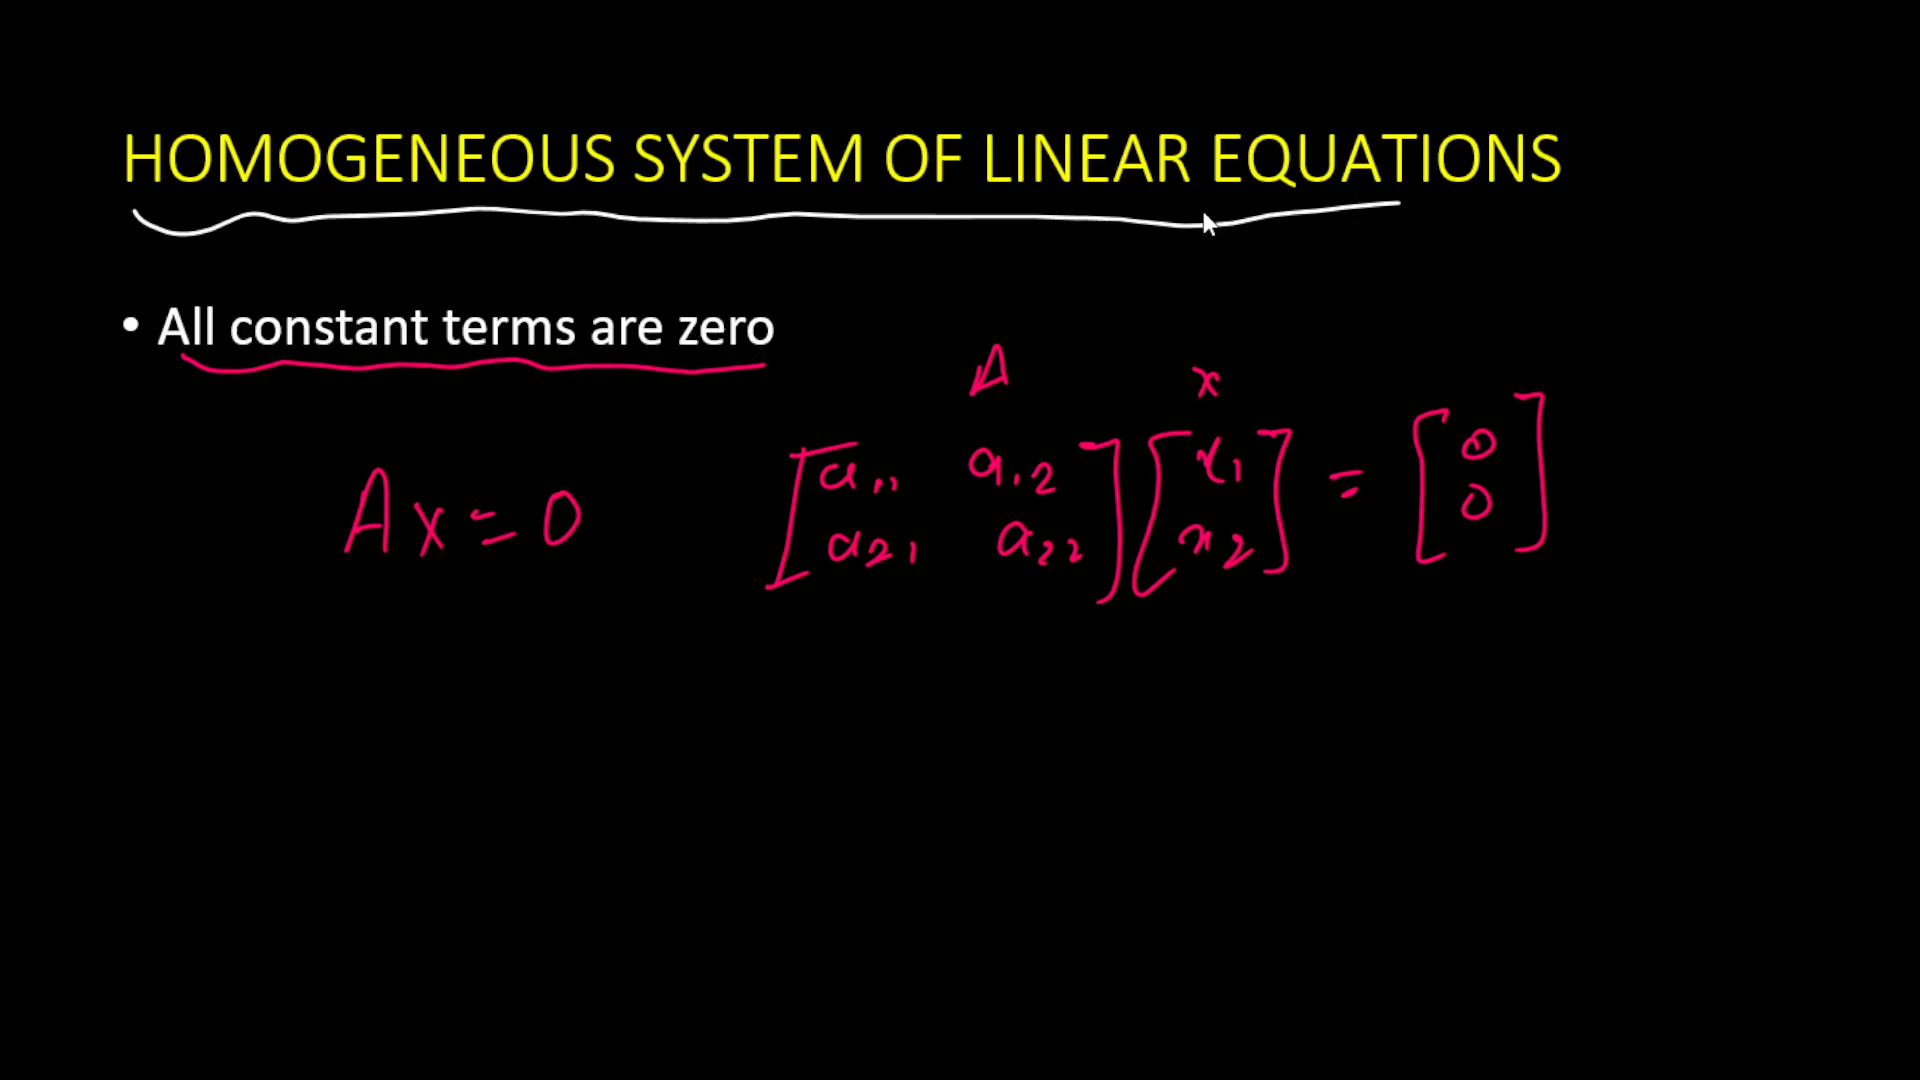 HOMOGENEOUS SYSTEM OF LINEAR EQUATIONS
• All constant terms are zero
A x
Ax = 0 [a11 a12 a21 a22] [x1 x2] = [0 0]